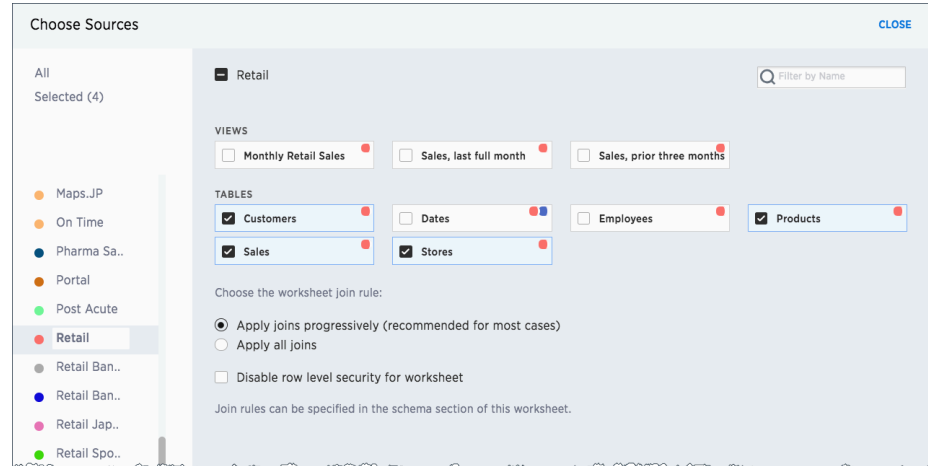 Choose Sources
CLOSE
All
Selected (4)
Maps.JP
On Time
Pharma Sa..
Portal
Post Acute
Retail
Retail Ban..
Retail Ban..
Retail Jap..
Retail Spo..
Retail
Filter by Name
VIEWS
Monthly Retail Sales
Sales, last full month
Sales, prior three months
TABLES
Customers
Dates
Employees
Products
Sales
Stores
Choose the worksheet join rule:
Apply joins progressively (recommended for most cases)
Apply all joins
Disable row level security for worksheet
Join rules can be specified in the schema section of this worksheet.